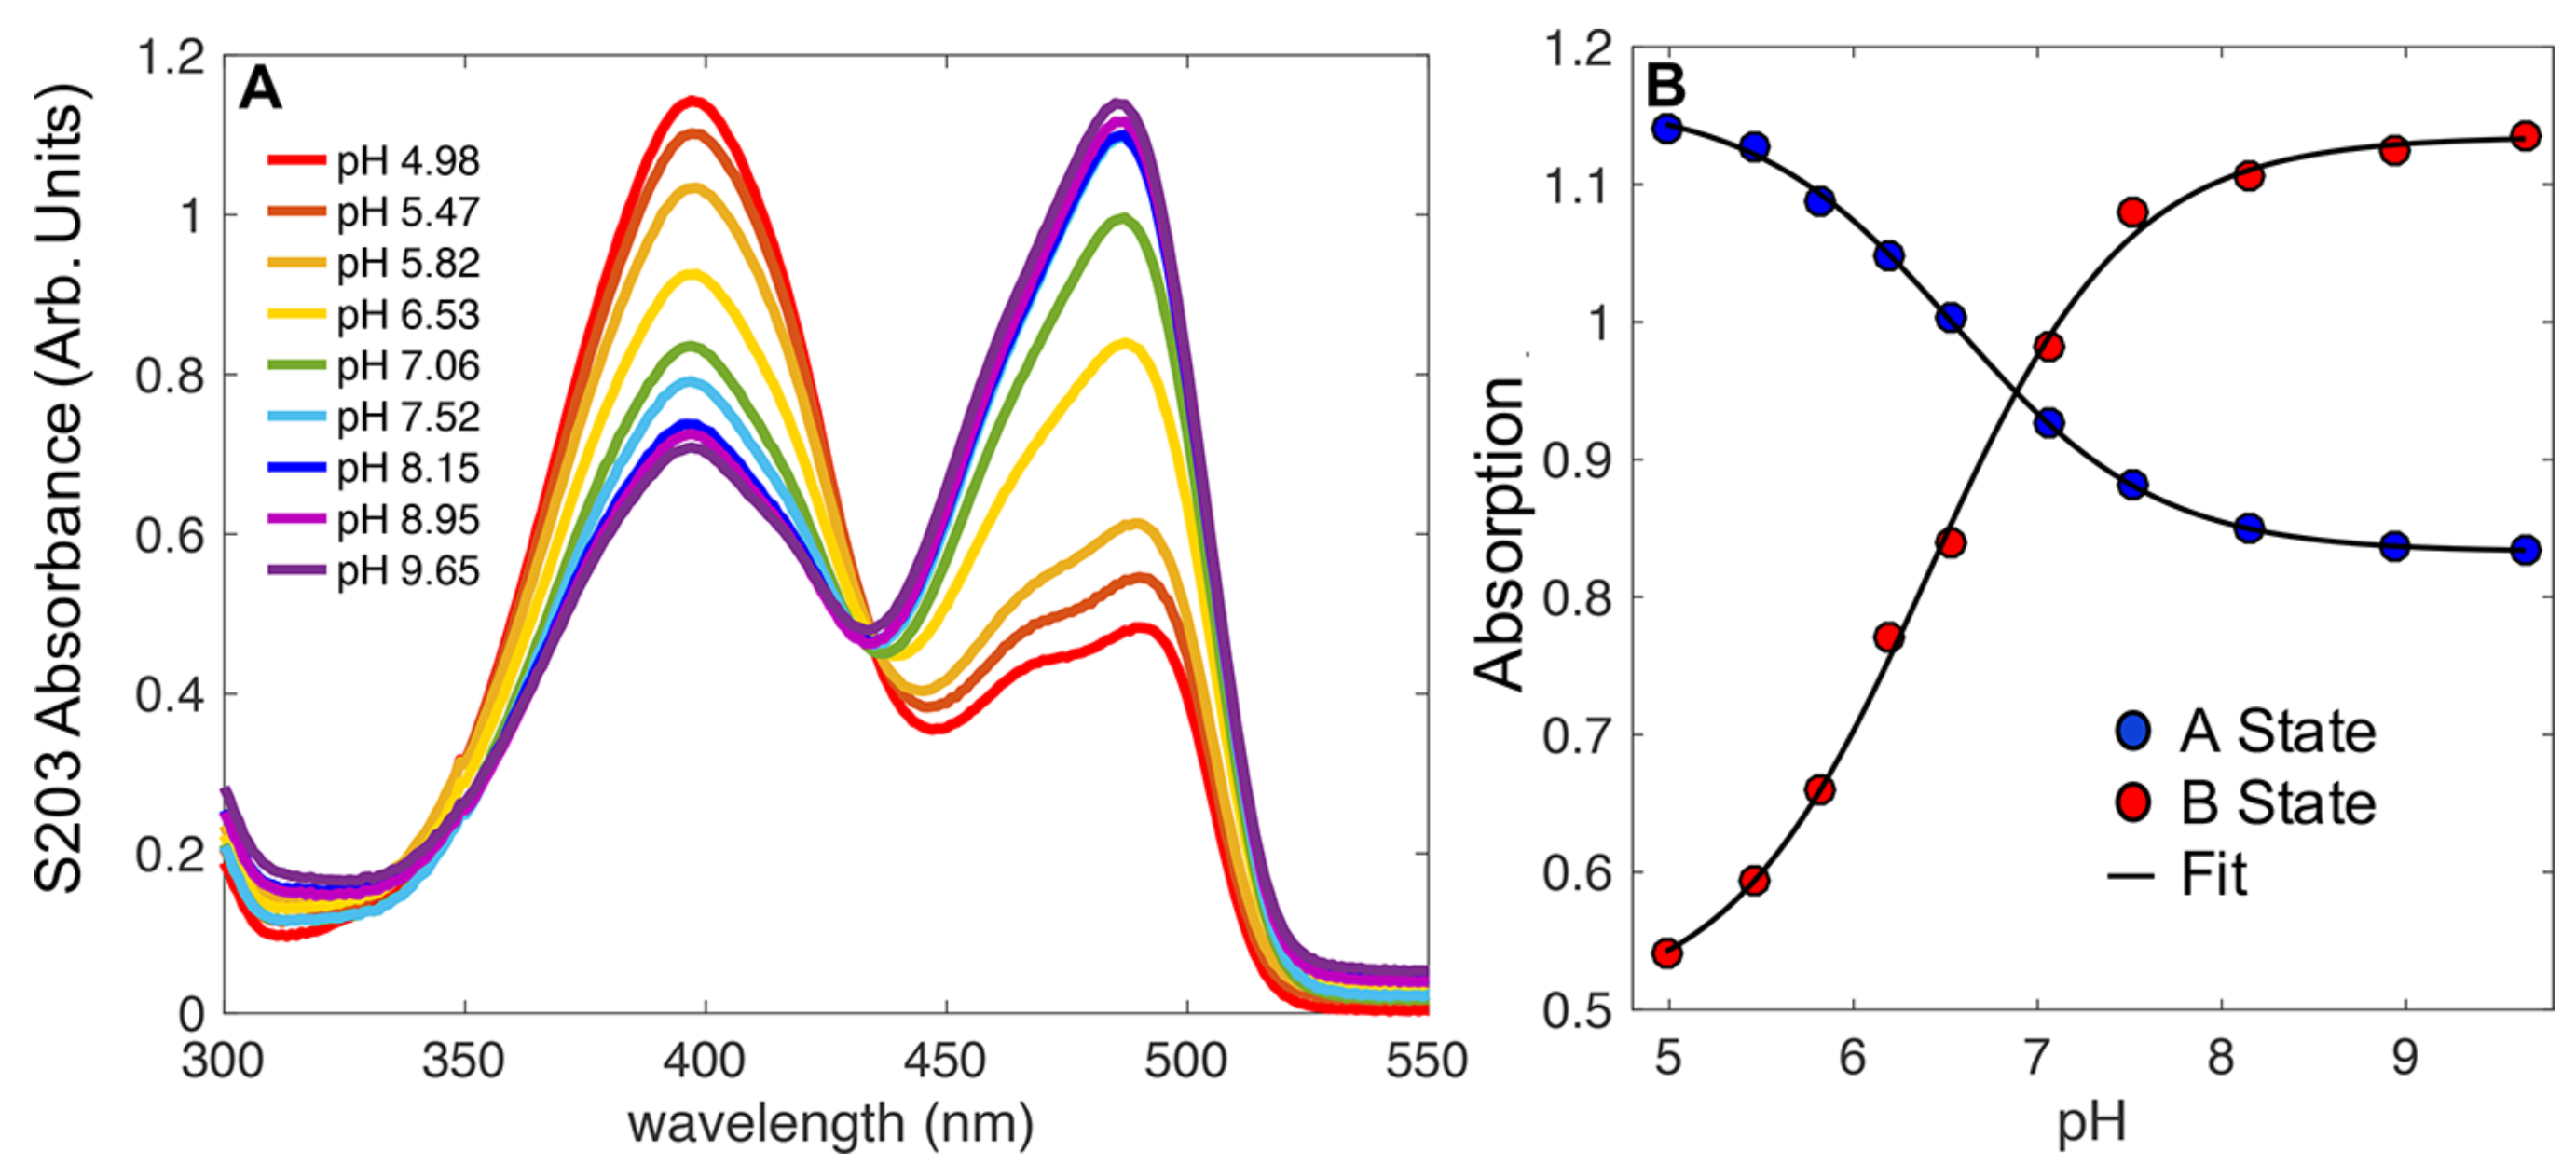 A
S203 Absorbance (Arb. Units)
1.2
1
0.8
0.6
0.4
0.2
0
pH 4.98
pH 5.47
pH 5.82
pH 6.53
pH 7.06
pH 7.52
pH 8.15
pH 8.95
pH 9.65
300 350 400 450 500 550
wavelength (nm)
B
Absorption
1.2
1.1
1
0.9
0.8
0.7
0.6
0.5
A State
B State
Fit
5 6 7 8 9
pH